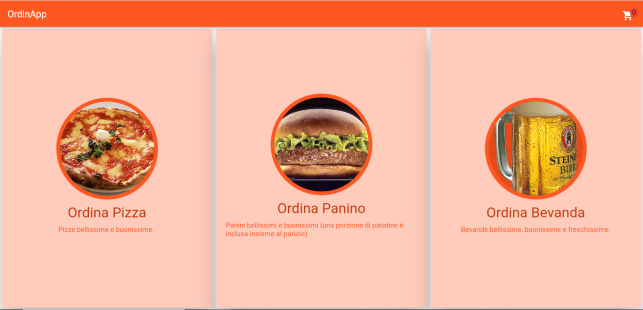 OrdinApp
0
Ordina Pizza
Pizze bellissime e buonissime.
Ordina Panino
Panini bellissimi e buonissimi (una porzione di patatine è
inclusa insieme al panino).
STEIN
BIE
Ordina Bevanda
Bevande bellissime, buonissime e freschissime.